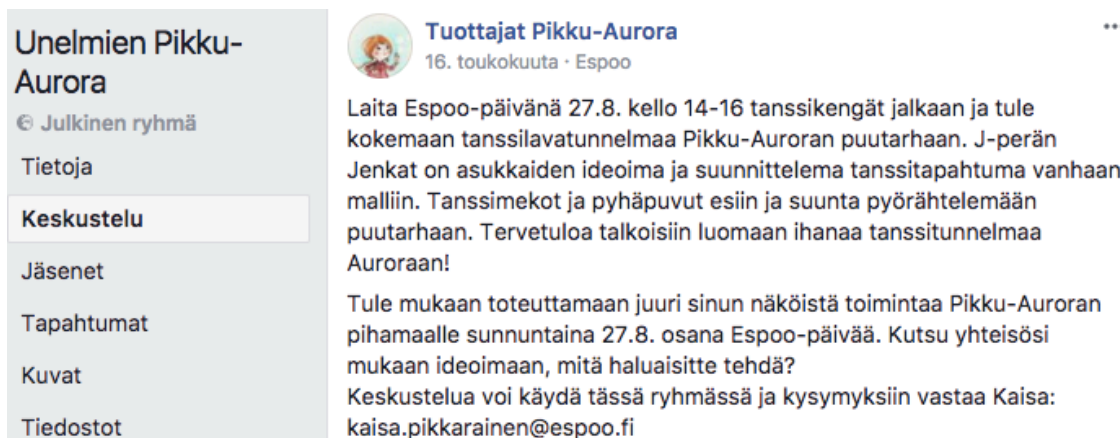 Unelmien Pikku-
Aurora
Julkinen ryhmä
Tietoja
Keskustelu
Jäsenet
Tapahtumat
Kuvat
Tiedostot
Tuottajat Pikku-Aurora
16. toukokuuta · Espoo
Laita Espoo-päivänä 27.8. kello 14-16 tanssikengät jalkaan ja tule
kokemaan tanssilavatunnelmaa Pikku-Auroran puutarhaan. J-perän
Jenkat on asukkaiden ideoima ja suunnittelema tanssitapahtuma vanhaan
malliin. Tanssimekot ja pyhäpuvut esiin ja suunta pyörähtelemään
puutarhaan. Tervetuloa talkoisiin luomaan ihanaa tanssitunnelmaa
Auroraan!
Tule mukaan toteuttamaan juuri sinun näköistä toimintaa Pikku-Auroran
pihamaalle sunnuntaina 27.8. osana Espoo-päivää. Kutsu yhteisösi
mukaan ideoimaan, mitä haluaisitte tehdä?
Keskustelua voi käydä tässä ryhmässä ja kysymyksiin vastaa Kaisa:
kaisa.pikkarainen@espoo.fi